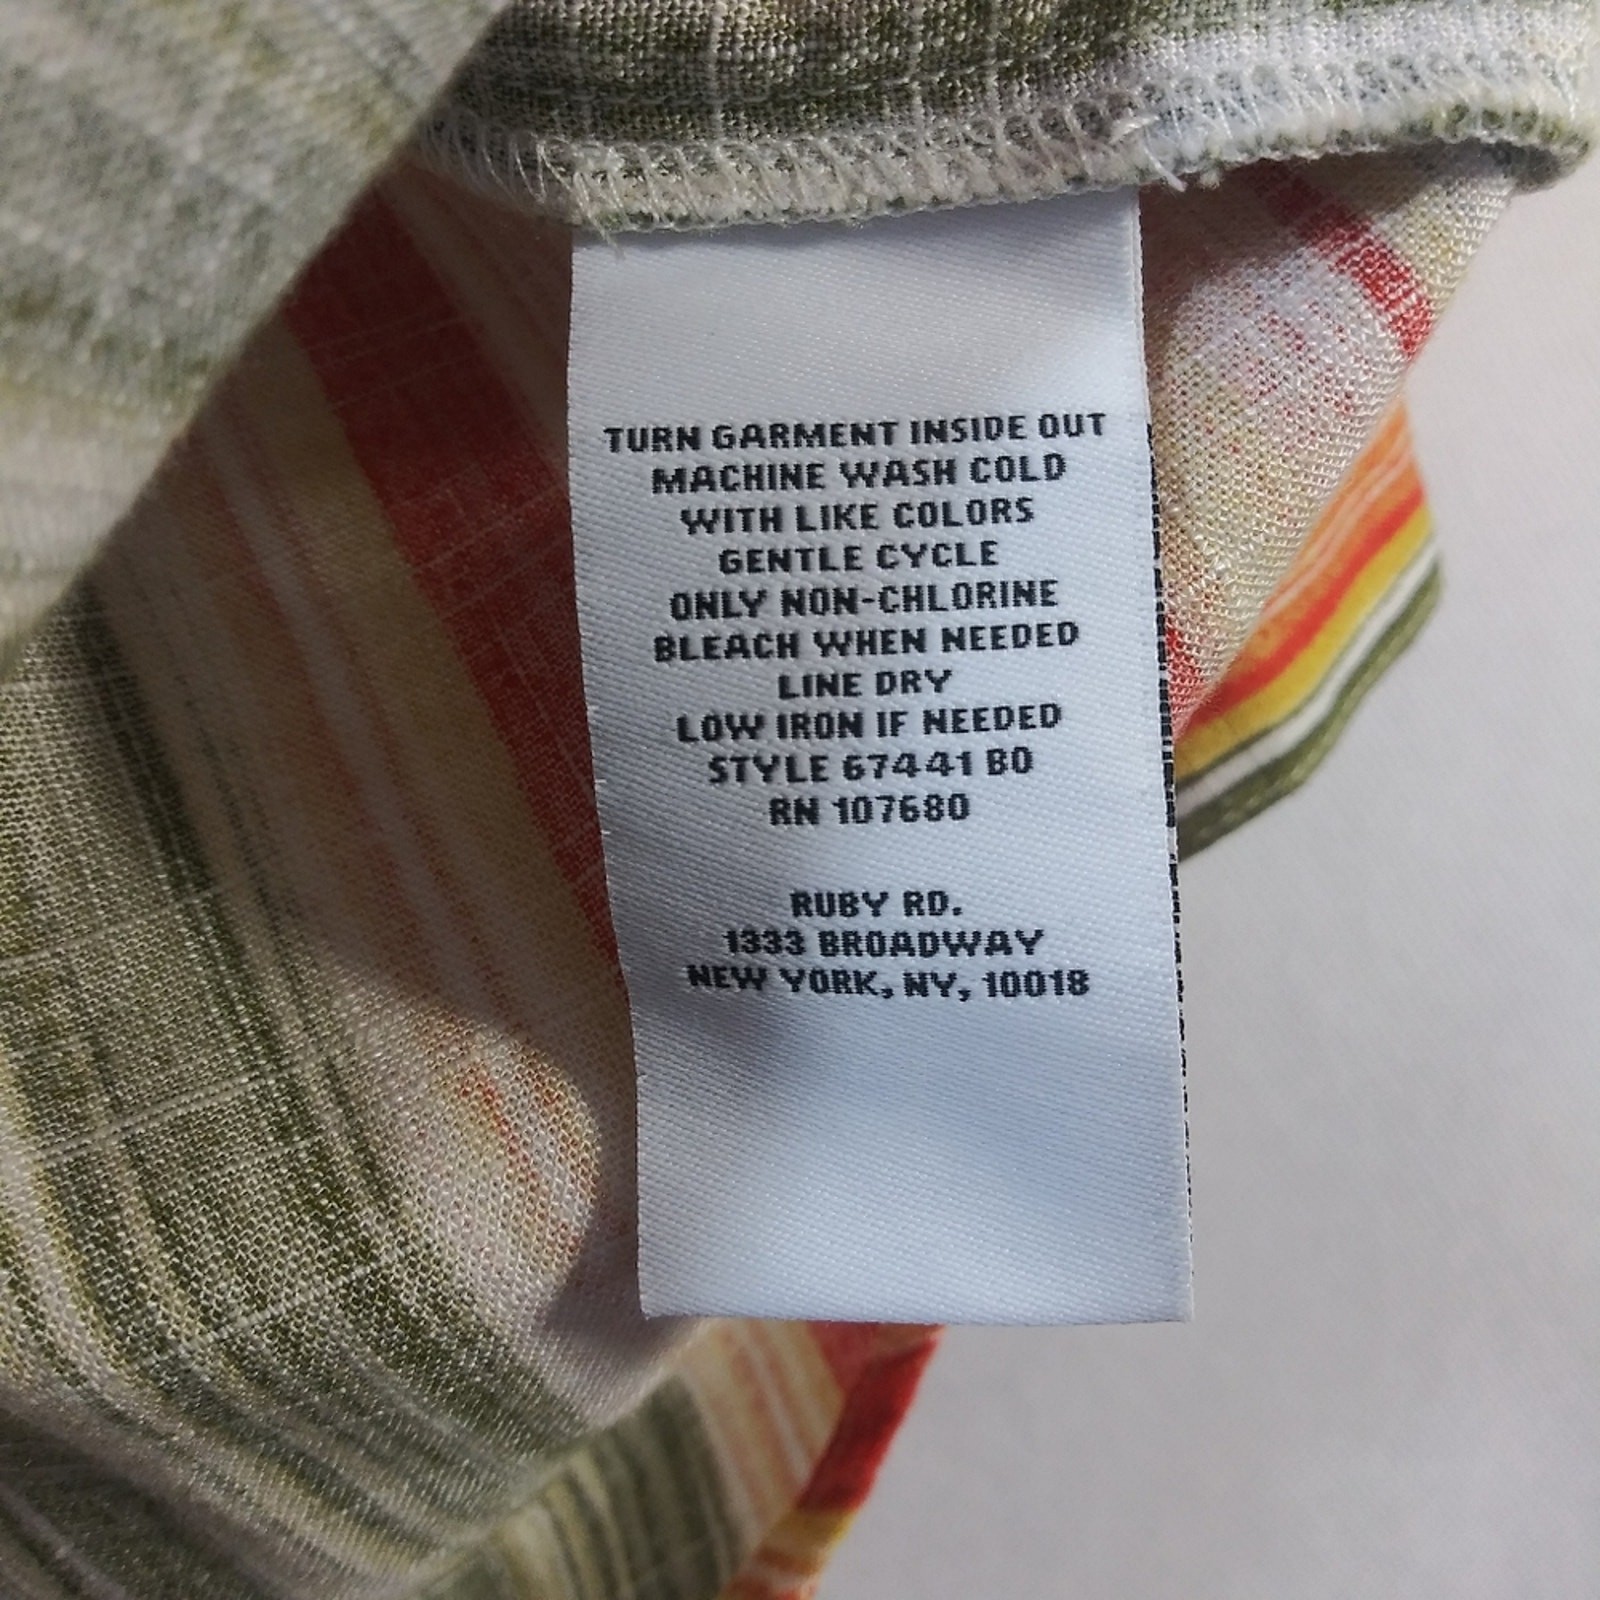 TURN GARMENT INSIDE OUT
MACHINE WASH COLD
WITH LIKE COLORS
GENTLE CYCLE
ONLY NON-CHLORINE
BLEACH WHEN NEEDED
LINE DRY
LOW IRON IF NEEDED
STYLE 67441 BO
RN 107680
RUBY RD.
1333 BROADWAY
NEW YORK, NY, 10018